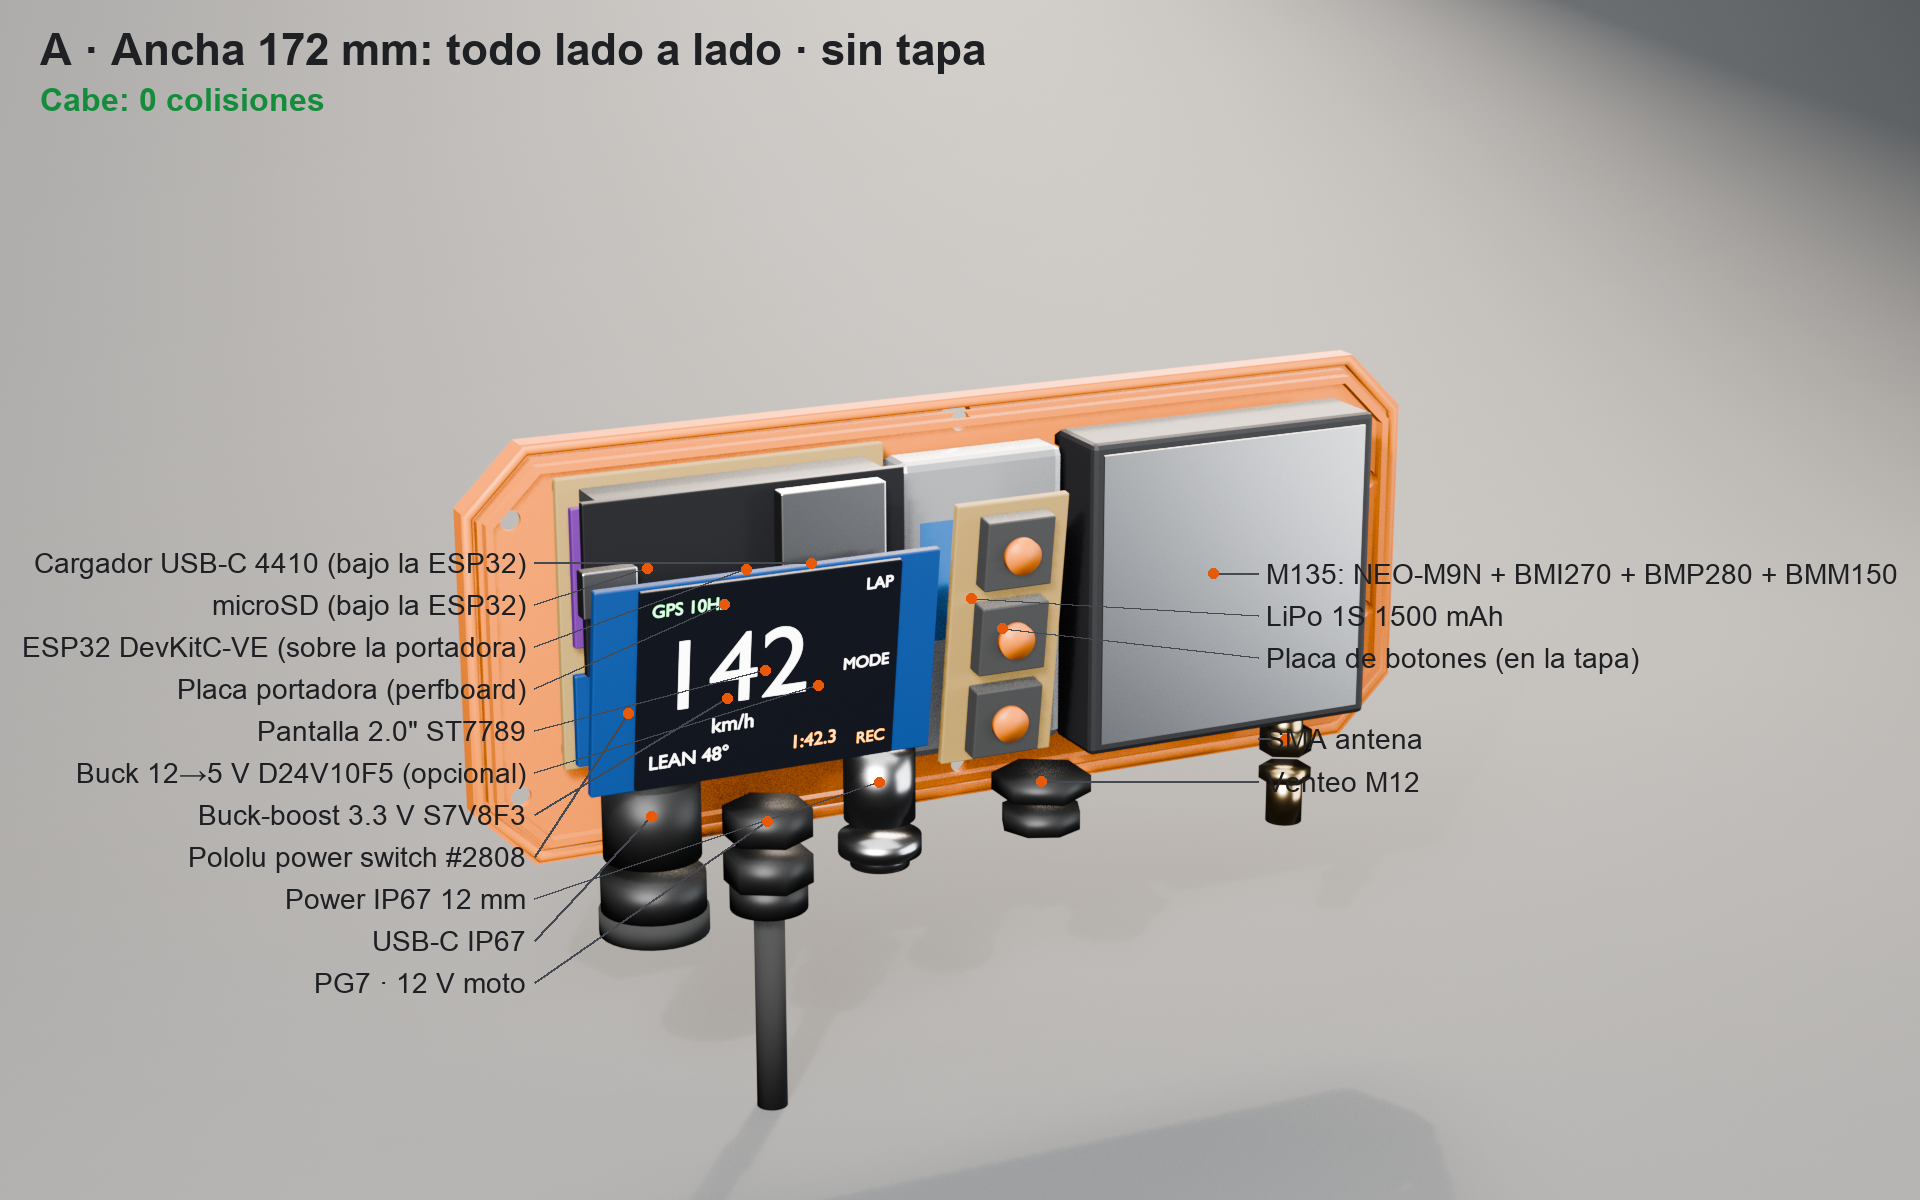 A · Ancha 172 mm: todo lado a lado · sin tapa
Cabe: 0 colisiones
Cargador USB-C 4410 (bajo la ESP32)
microSD (bajo la ESP32)
ESP32 DevKitC-VE (sobre la portadora)
Placa portadora (perfboard)
Pantalla 2.0" ST7789
Buck 12→5 V D24V10F5 (opcional)
Buck-boost 3.3 V S7V8F3
Pololu power switch #2808
Power IP67 12 mm
USB-C IP67
PG7 · 12 V moto
GPS 10Hz
LAP
142
MODE
km/h
LEAN 48°
1:42.3
REC
M135: NEO-M9N + BMI270 + BMP280 + BMM150
LiPo 1S 1500 mAh
Placa de botones (en la tapa)
SMA antena
Venteo M12